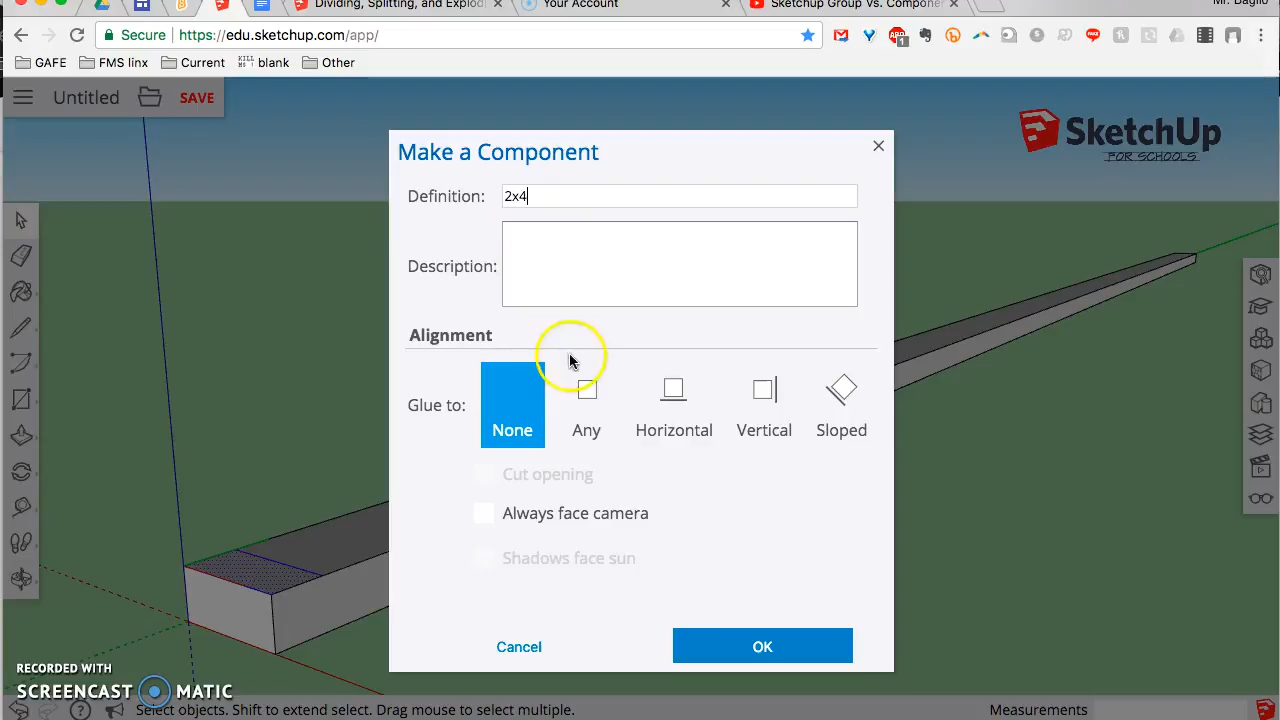 Dividing, Splitting, and Explod
Your Account
Sketchup Group Vs. Componen
Mr. Baglio
Secure
https://edu.sketchup.com/app/
1
GAFE
FMS linx
Current
blank
Other
Untitled
SAVE
SketchUp
FOR SCHOOLS
Make a Component
Definition:
2x4
Description:
Alignment
Glue to:
None
Any
Horizontal
Vertical
Sloped
Cut opening
Always face camera
Shadows face sun
Cancel
OK
RECORDED WITH
SCREENCAST MATIC
Select objects. Shift to extend select. Drag mouse to select multiple.
Measurements